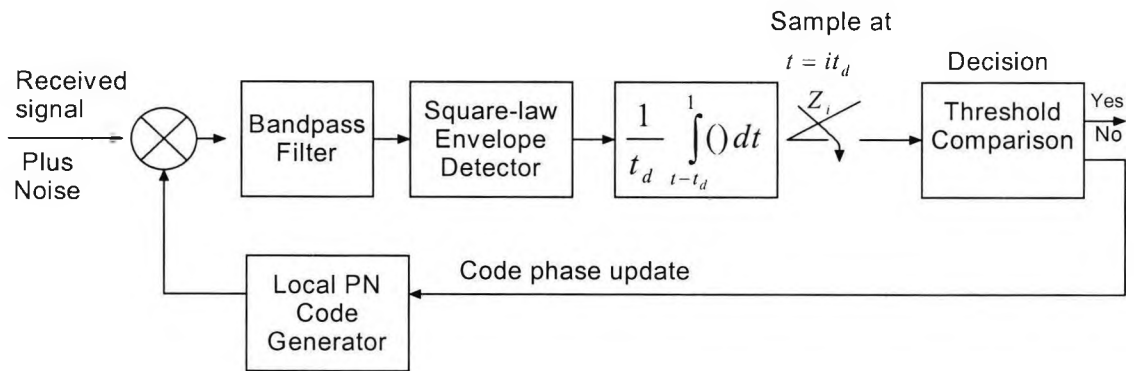 Sample at
t = it_d
Received
signal
Plus
Noise
Bandpass
Filter
Square-law
Envelope
Detector
1/t_d ∫_{t-t_d}^{1} () dt
Z_i
Decision
Threshold
Comparison
Yes
No
Code phase update
Local PN
Code
Generator